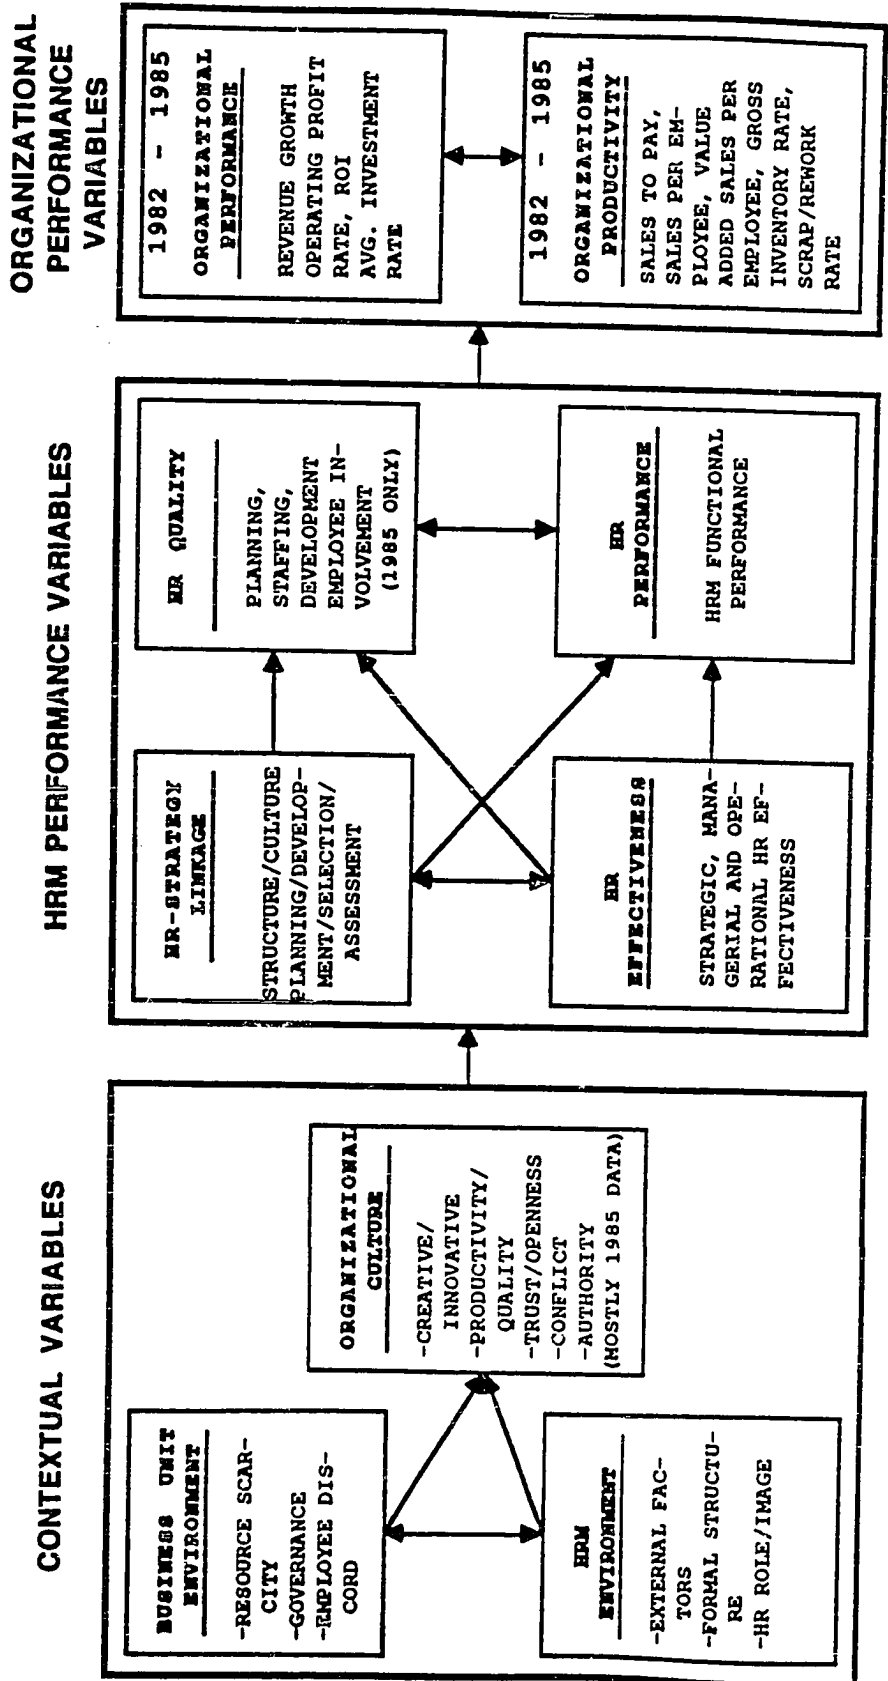 CONTEXTUAL VARIABLES
BUSINESS UNIT
ENVIRONMENT
-RESOURCE SCAR-
CITY
-GOVERNANCE
-EMPLOYEE DIS-
CORD
HRM
ENVIRONMENT
-EXTERNAL FAC-
TORS
-FORMAL STRUCTU-
RE
-HR ROLE/IMAGE
ORGANIZATIONAL
CULTURE
-CREATIVE/
INNOVATIVE
-PRODUCTIVITY/
QUALITY
-TRUST/OPENNESS
-CONFLICT
-AUTHORITY
(MOSTLY 1985 DATA)
HRM PERFORMANCE VARIABLES
HR-STRATEGY
LINKAGE
STRUCTURE/CULTURE
PLANNING/DEVELOP-
MENT/SELECTION/
ASSESSMENT
HR
EFFECTIVENESS
STRATEGIC, MANA-
GERIAL AND OPE-
RATIONAL HR EF-
FECTIVENESS
HR QUALITY
PLANNING,
STAFFING,
DEVELOPMENT
EMPLOYEE IN-
VOLVEMENT
(1985 ONLY)
HR
PERFORMANCE
HRM FUNCTIONAL
PERFORMANCE
ORGANIZATIONAL
PERFORMANCE
VARIABLES
1982 - 1985
ORGANIZATIONAL
PERFORMANCE
REVENUE GROWTH
OPERATING PROFIT
RATE, ROI
AVG. INVESTMENT
RATE
1982 - 1985
ORGANIZATIONAL
PRODUCTIVITY
SALES TO PAY,
SALES PER EM-
PLOYEE, VALUE
ADDED SALES PER
EMPLOYEE, GROSS
INVENTORY RATE,
SCRAP/REWORK
RATE